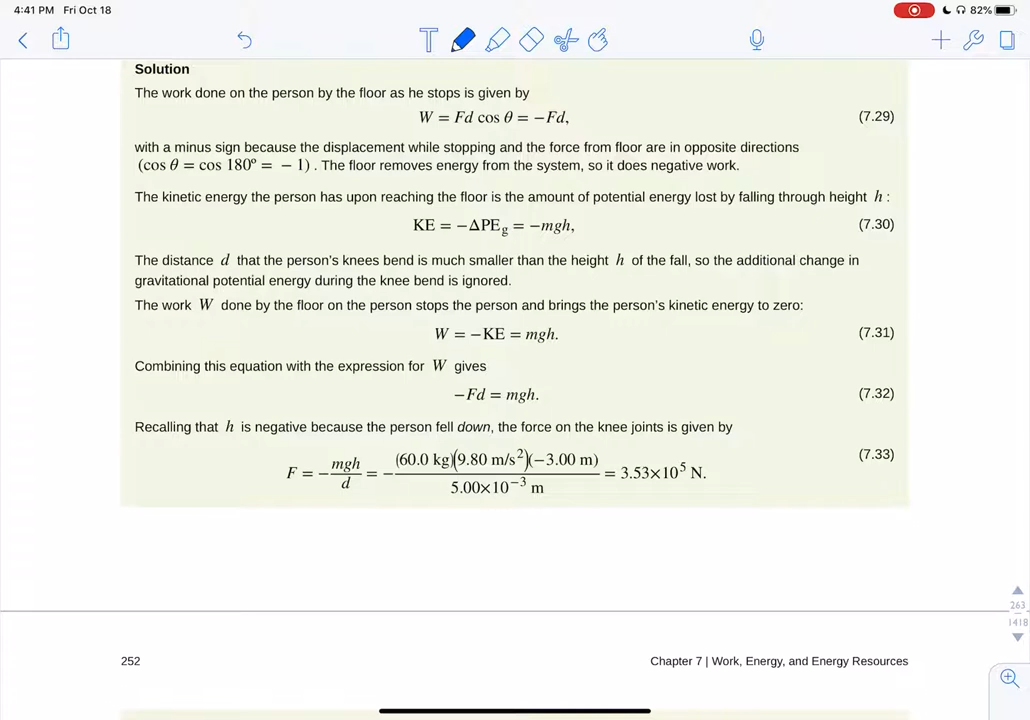 4:41 PM Fri Oct 18
82%
T
Solution
The work done on the person by the floor as he stops is given by
W = Fd cos θ = −Fd, (7.29)
with a minus sign because the displacement while stopping and the force from floor are in opposite directions
(cos θ = cos 180º = − 1) . The floor removes energy from the system, so it does negative work.
The kinetic energy the person has upon reaching the floor is the amount of potential energy lost by falling through height h :
KE = −ΔPEg = −mgh, (7.30)
The distance d that the person's knees bend is much smaller than the height h of the fall, so the additional change in
gravitational potential energy during the knee bend is ignored.
The work W done by the floor on the person stops the person and brings the person's kinetic energy to zero:
W = −KE = mgh. (7.31)
Combining this equation with the expression for W gives
−Fd = mgh. (7.32)
Recalling that h is negative because the person fell down, the force on the knee joints is given by
F = −mgh/d = −(60.0 kg)(9.80 m/s²)(−3.00 m)/5.00×10⁻³ m = 3.53×10⁵ N. (7.33)
263
1418
252 Chapter 7 | Work, Energy, and Energy Resources